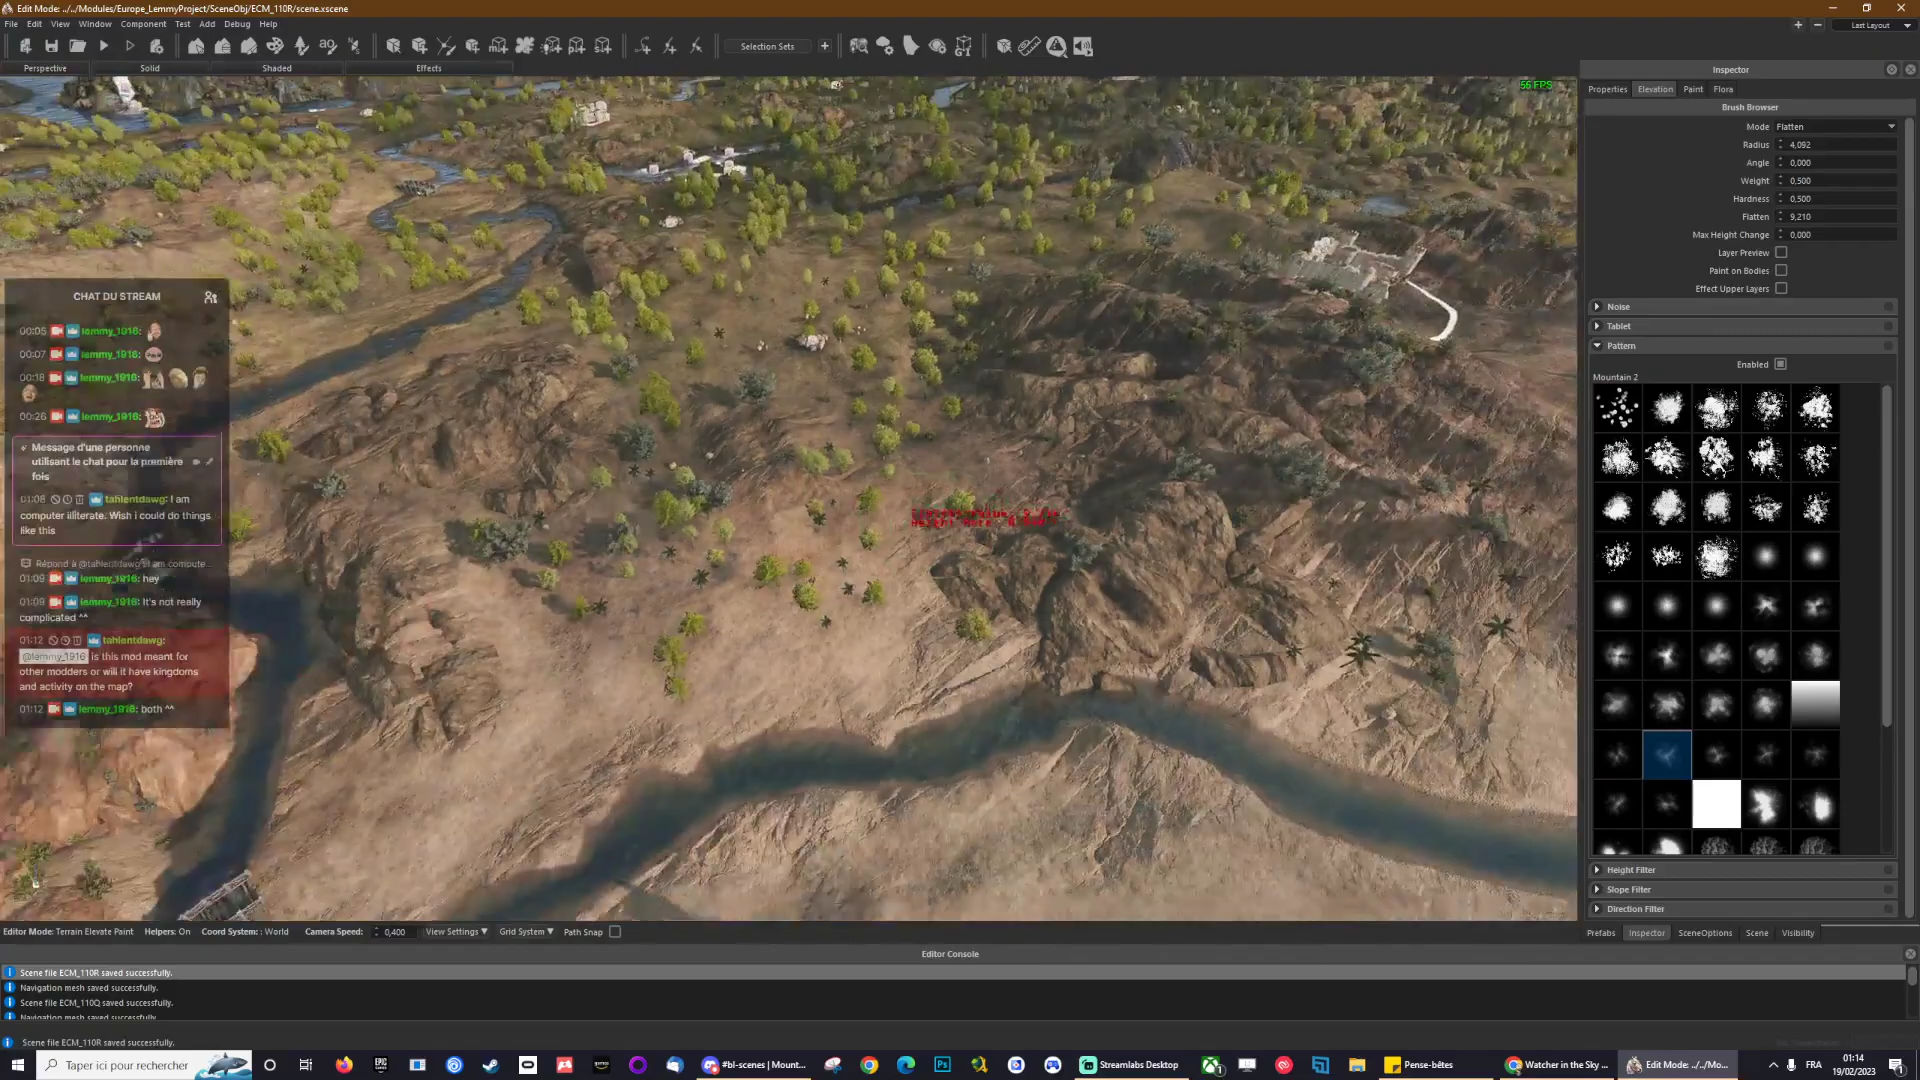 Edit Mode: ../../Modules/Europe_LemmyProject/SceneObj/ECM_110R/scene.xscene
File Edit View Window Component Test Add Debug Help
Last Layout
Selection Sets
Perspective Solid Shaded Effects
55 FPS
Inspector
Properties Elevation Paint Flora
Brush Browser
Mode Flatten
Radius 4,092
Angle 0,000
Weight 0,500
Hardness 0,500
Flatten 9,210
Max Height Change 0,000
Layer Preview
Paint on Bodies
Effect Upper Layers
Noise
Tablet
Pattern
Enabled
Mountain 2
Height Filter
Slope Filter
Direction Filter
Prefabs Inspector SceneOptions Scene Visibility
CHAT DU STREAM
00:05 lemmy_1916:
00:07 lemmy_1916:
00:18 lemmy_1916:
00:26 lemmy_1916:
Message d'une personne
utilisant le chat pour la première
fois
01:08 tahlentdawg: I am
computer illiterate. Wish i could do things
like this
Répond à @tahlentdawg: I am compute...
01:09 lemmy_1916: hey
01:09 lemmy_1916: It's not really
complicated ^^
01:12 tahlentdawg:
@lemmy_1916 is this mod meant for
other modders or will it have kingdoms
and activity on the map?
01:12 lemmy_1916: both ^^
Editor Mode: Terrain Elevate Paint Helpers: On Coord System: : World Camera Speed: 0,400 View Settings Grid System Path Snap
Editor Console
Scene file ECM_110R saved successfully.
Navigation mesh saved successfully.
Scene file ECM_110Q saved successfully.
Navigation mesh saved successfully.
Scene file ECM_110R saved successfully.
Taper ici pour rechercher
#bl-scenes | Mount...
Streamlabs Desktop
Pense-bêtes
Watcher in the Sky ...
Edit Mode: ../../Mo...
FRA
01:14
19/02/2023